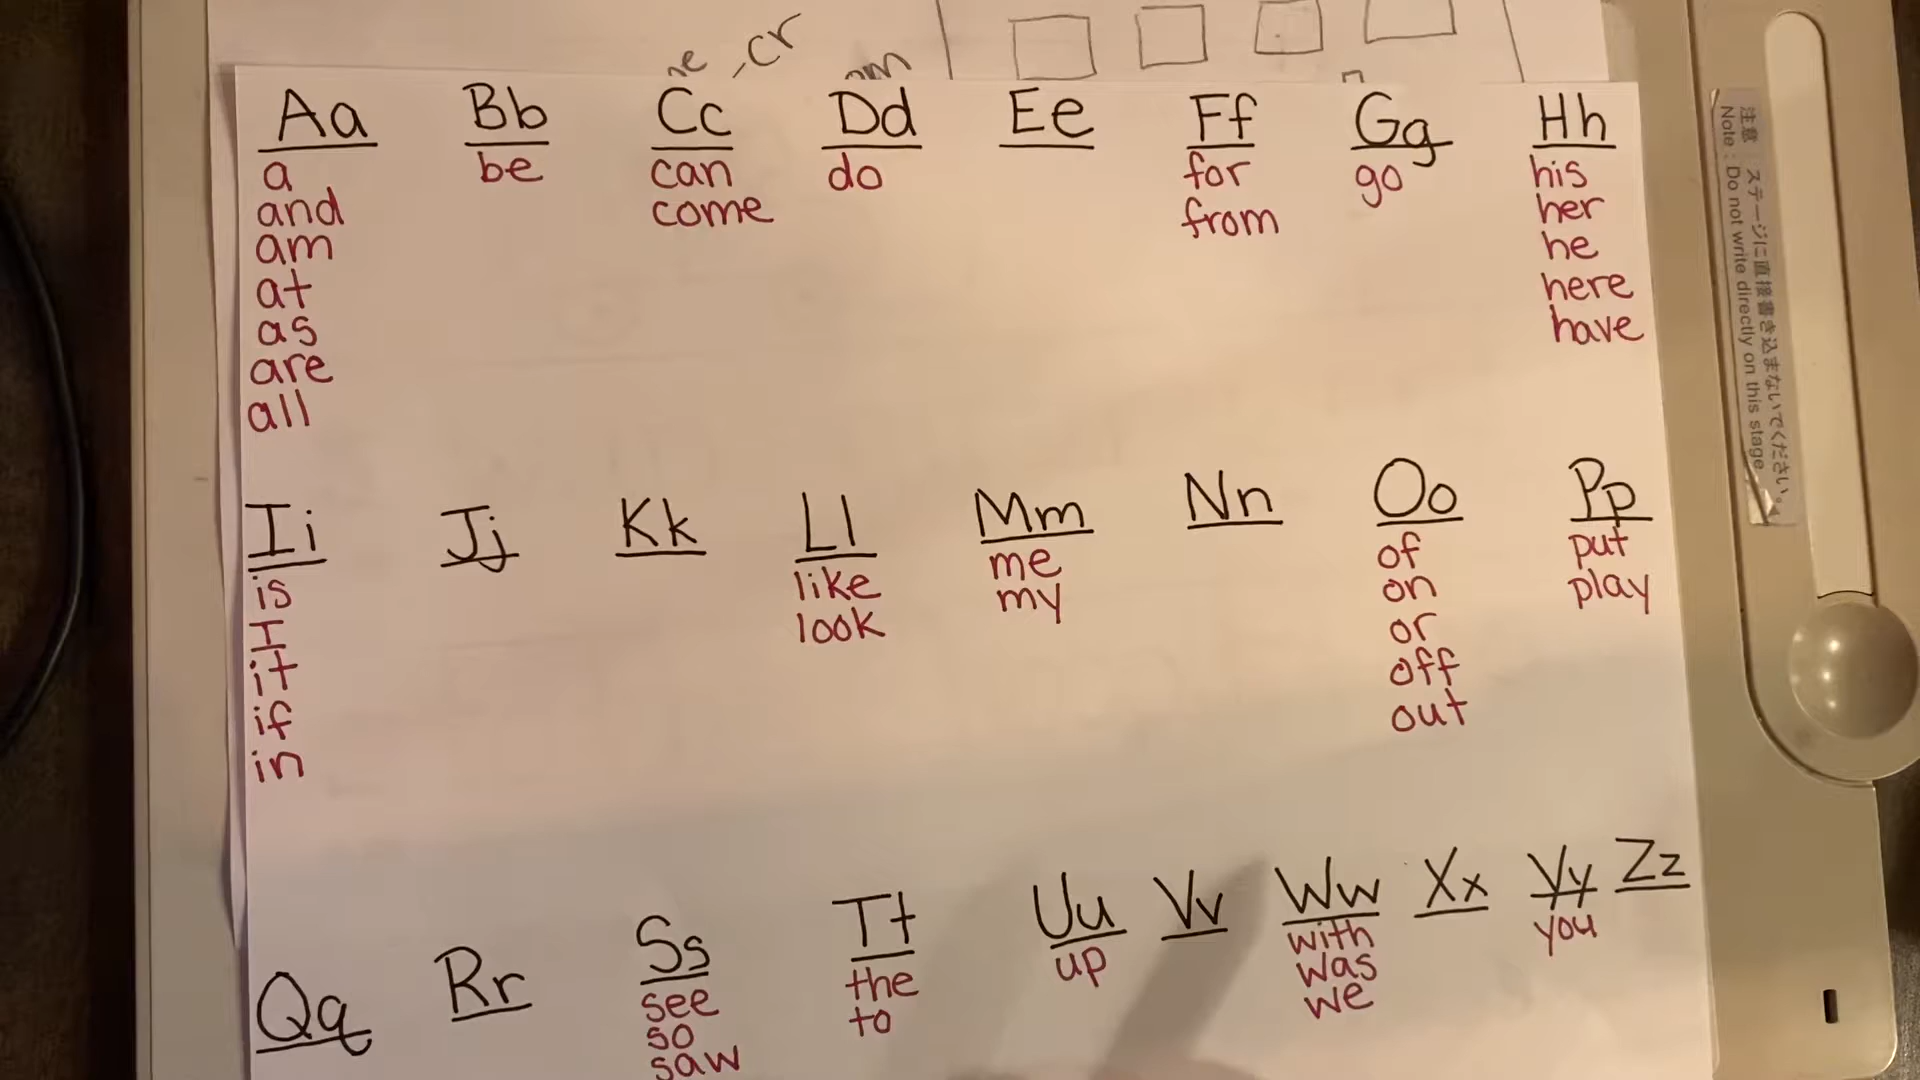 cr
Aa Bb Cc Dd Ee Ff Gg Hh
a be can do for go his
and come from her
am he
at here
as have
are
all
Ii Jj Kk Ll Mm Nn Oo Pp
is like me of put
I look my on play
it or
if off
in out
Qq Rr Ss Tt Uu Vv Ww Xx Yy Zz
see the up with you
so to was
saw we
注意 ステージに直接書き込まないでください。
Note : Do not write directly on this stage